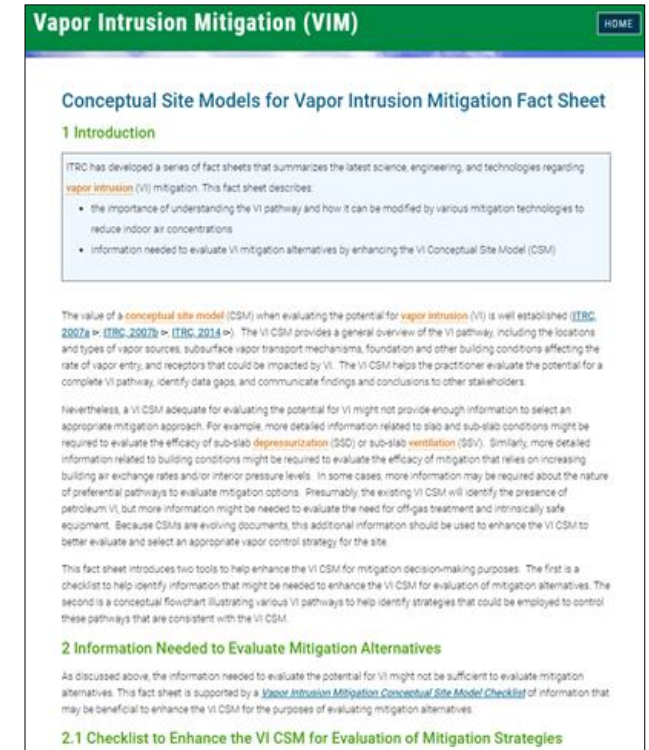 Vapor Intrusion Mitigation (VIM)
HOME
Conceptual Site Models for Vapor Intrusion Mitigation Fact Sheet
1 Introduction
ITRC has developed a series of fact sheets that summarizes the latest science, engineering, and technologies regarding
vapor intrusion (VI) mitigation. This fact sheet describes:
• the importance of understanding the VI pathway and how it can be modified by various mitigation technologies to
reduce indoor air concentrations
• information needed to evaluate VI mitigation alternatives by enhancing the VI Conceptual Site Model (CSM)
The value of a conceptual site model (CSM) when evaluating the potential for vapor intrusion (VI) is well established (ITRC,
2007a ⊳, ITRC, 2007b ⊳, ITRC, 2014 ⊳). The VI CSM provides a general overview of the VI pathway, including the locations
and types of vapor sources, subsurface vapor transport mechanisms, foundation and other building conditions affecting the
rate of vapor entry, and receptors that could be impacted by VI. The VI CSM helps the practitioner evaluate the potential for a
complete VI pathway, identify data gaps, and communicate findings and conclusions to other stakeholders.
Nevertheless, a VI CSM adequate for evaluating the potential for VI might not provide enough information to select an
appropriate mitigation approach. For example, more detailed information related to slab and sub-slab conditions might be
required to evaluate the efficacy of sub-slab depressurization (SSD) or sub-slab ventilation (SSV). Similarly, more detailed
information related to building conditions might be required to evaluate the efficacy of mitigation that relies on increasing
building air exchange rates and/or interior pressure levels. In some cases, more information may be required about the nature
of preferential pathways to evaluate mitigation options. Presumably, the existing VI CSM will identify the presence of
petroleum VI, but more information might be needed to evaluate the need for off-gas treatment and intrinsically safe
equipment. Because CSMs are evolving documents, this additional information should be used to enhance the VI CSM to
better evaluate and select an appropriate vapor control strategy for the site.
This fact sheet introduces two tools to help enhance the VI CSM for mitigation decision-making purposes. The first is a
checklist to help identify information that might be needed to enhance the VI CSM for evaluation of mitigation alternatives. The
second is a conceptual flowchart illustrating various VI pathways to help identify strategies that could be employed to control
these pathways that are consistent with the VI CSM.
2 Information Needed to Evaluate Mitigation Alternatives
As discussed above, the information needed to evaluate the potential for VI might not be sufficient to evaluate mitigation
alternatives. This fact sheet is supported by a Vapor Intrusion Mitigation Conceptual Site Model Checklist of information that
may be beneficial to enhance the VI CSM for the purposes of evaluating mitigation alternatives.
2.1 Checklist to Enhance the VI CSM for Evaluation of Mitigation Strategies